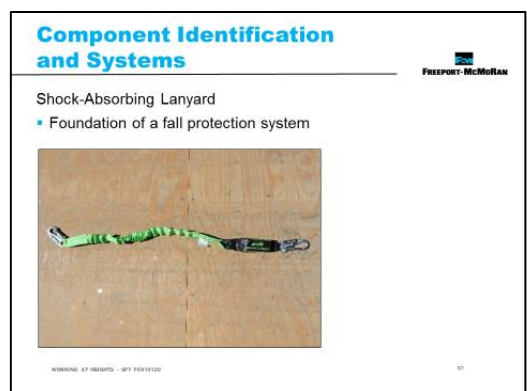 Component Identification
and Systems
FREEPORT-MCMORAN
Shock-Absorbing Lanyard
▪ Foundation of a fall protection system
WORKING AT HEIGHTS - SFT FCX1012C